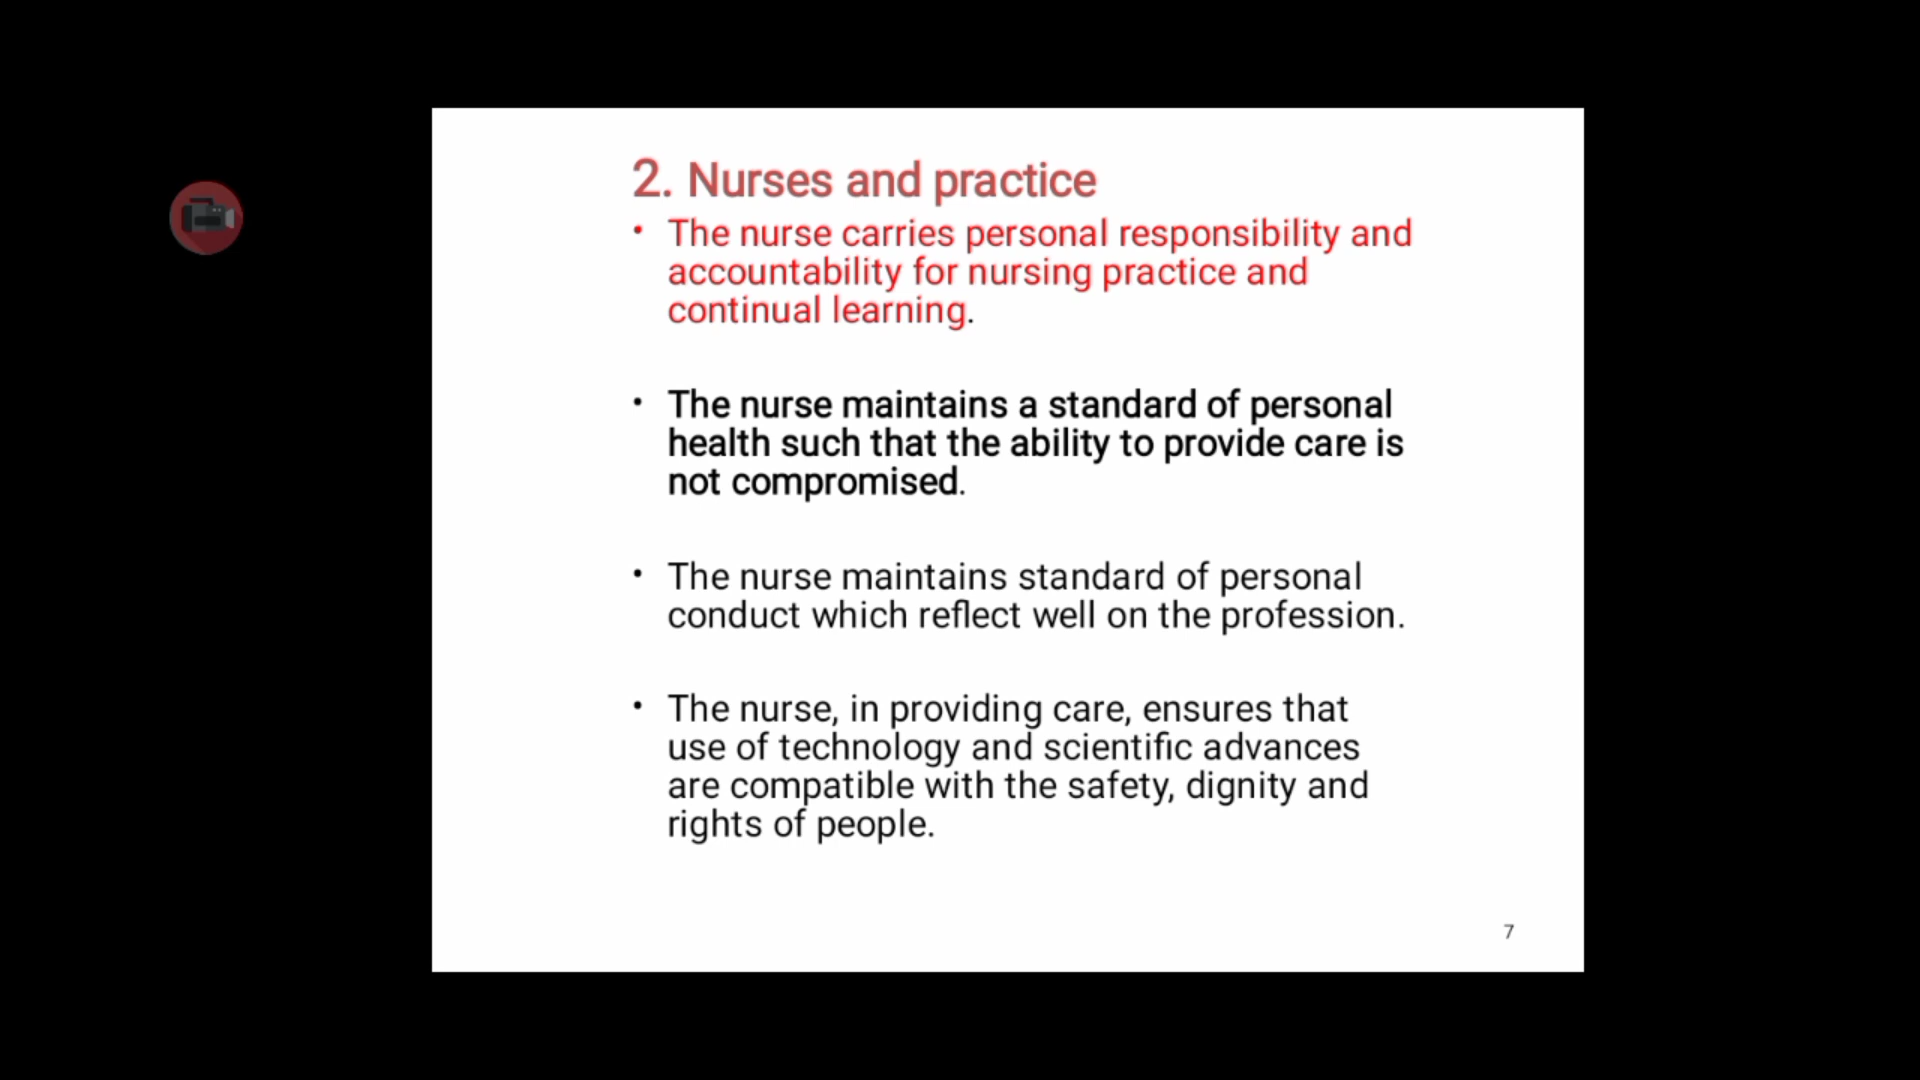 2. Nurses and practice
• The nurse carries personal responsibility and
accountability for nursing practice and
continual learning.
• The nurse maintains a standard of personal
health such that the ability to provide care is
not compromised.
• The nurse maintains standard of personal
conduct which reflect well on the profession.
• The nurse, in providing care, ensures that
use of technology and scientific advances
are compatible with the safety, dignity and
rights of people.
7